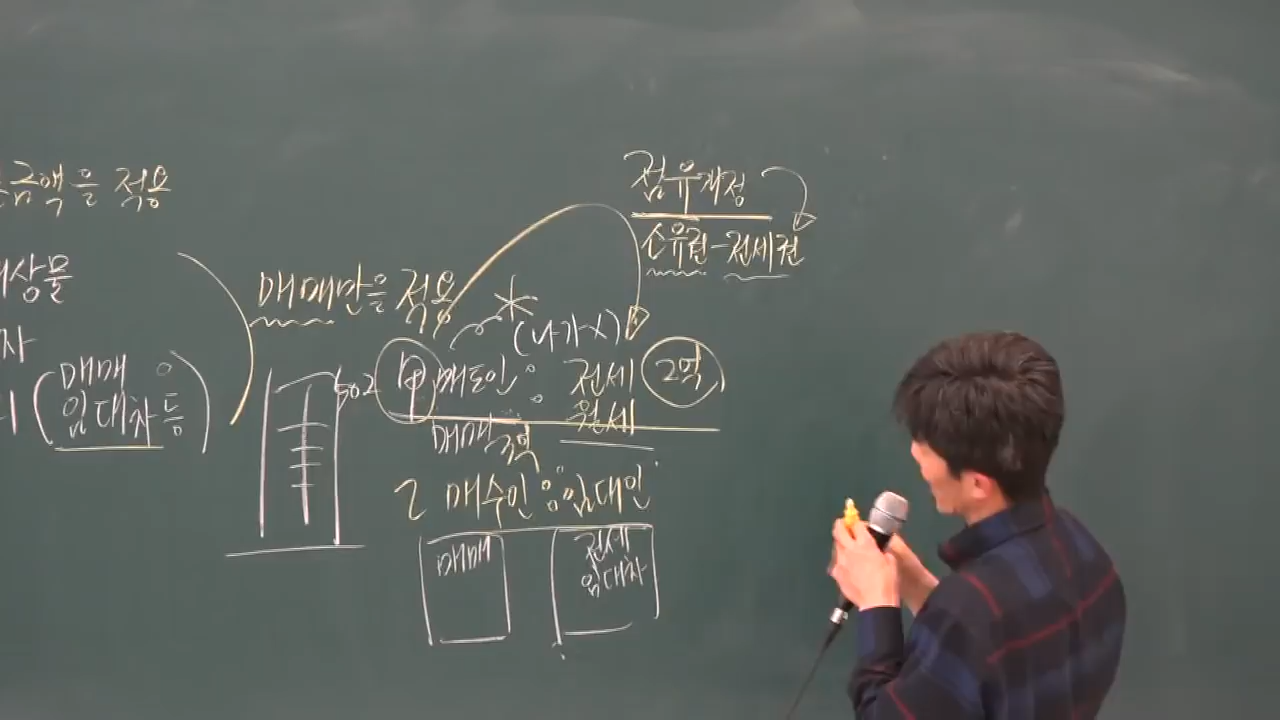 금액을 적용
상물
자
(매매
임대차 등)
매매만을 적용
점유개정
소유권-전세권
(나가X)
502 甲 매도인 : 전세 2억
월세
매매 3억
乙 매수인 : "임대인"
매매
전세
임대차